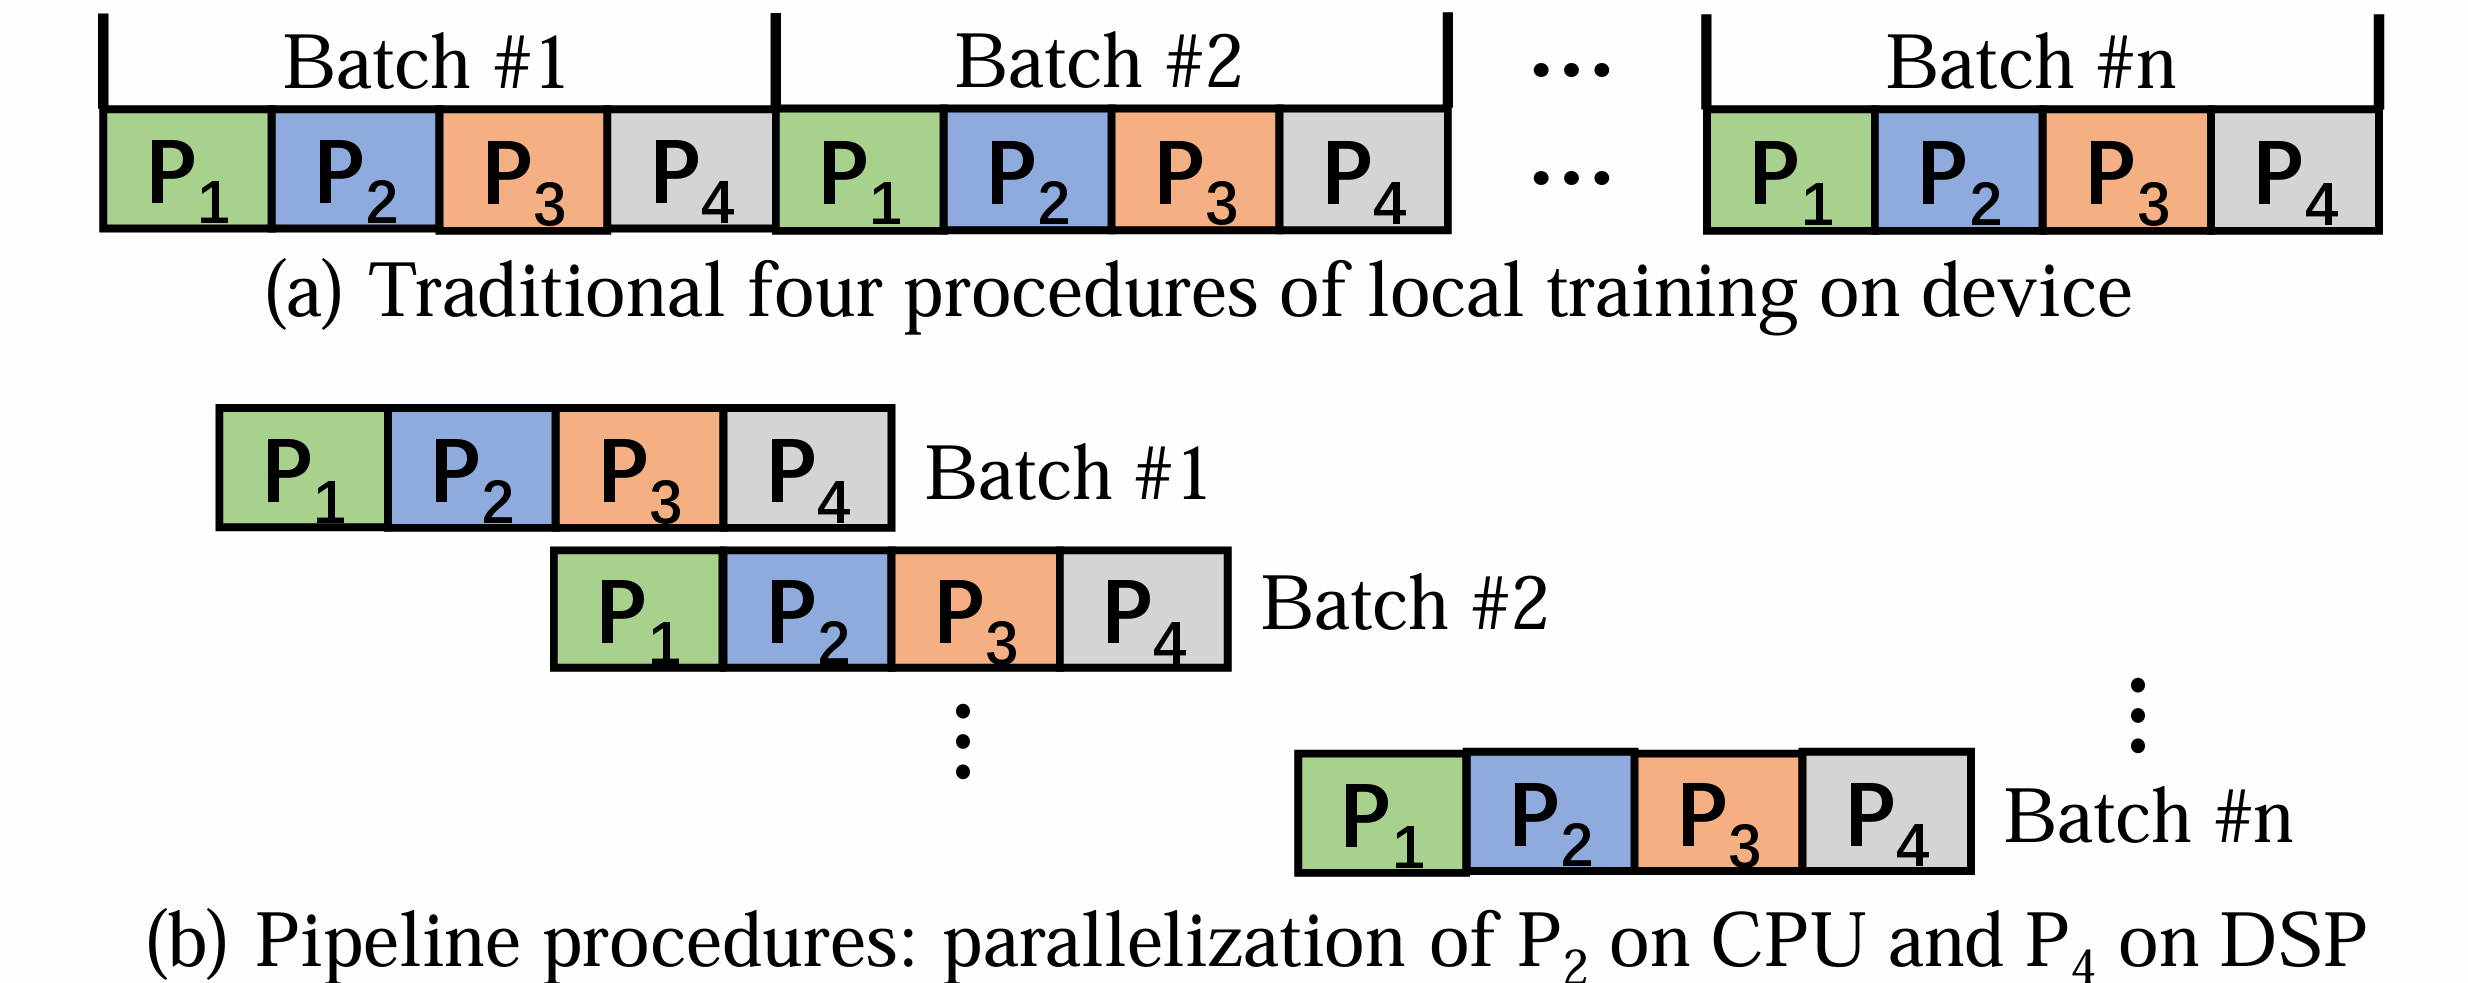 Batch #1 Batch #2 ... Batch #n
P1 P2 P3 P4 P1 P2 P3 P4 ... P1 P2 P3 P4
(a) Traditional four procedures of local training on device
P1 P2 P3 P4 Batch #1
P1 P2 P3 P4 Batch #2
P1 P2 P3 P4 Batch #n
(b) Pipeline procedures: parallelization of P2 on CPU and P4 on DSP